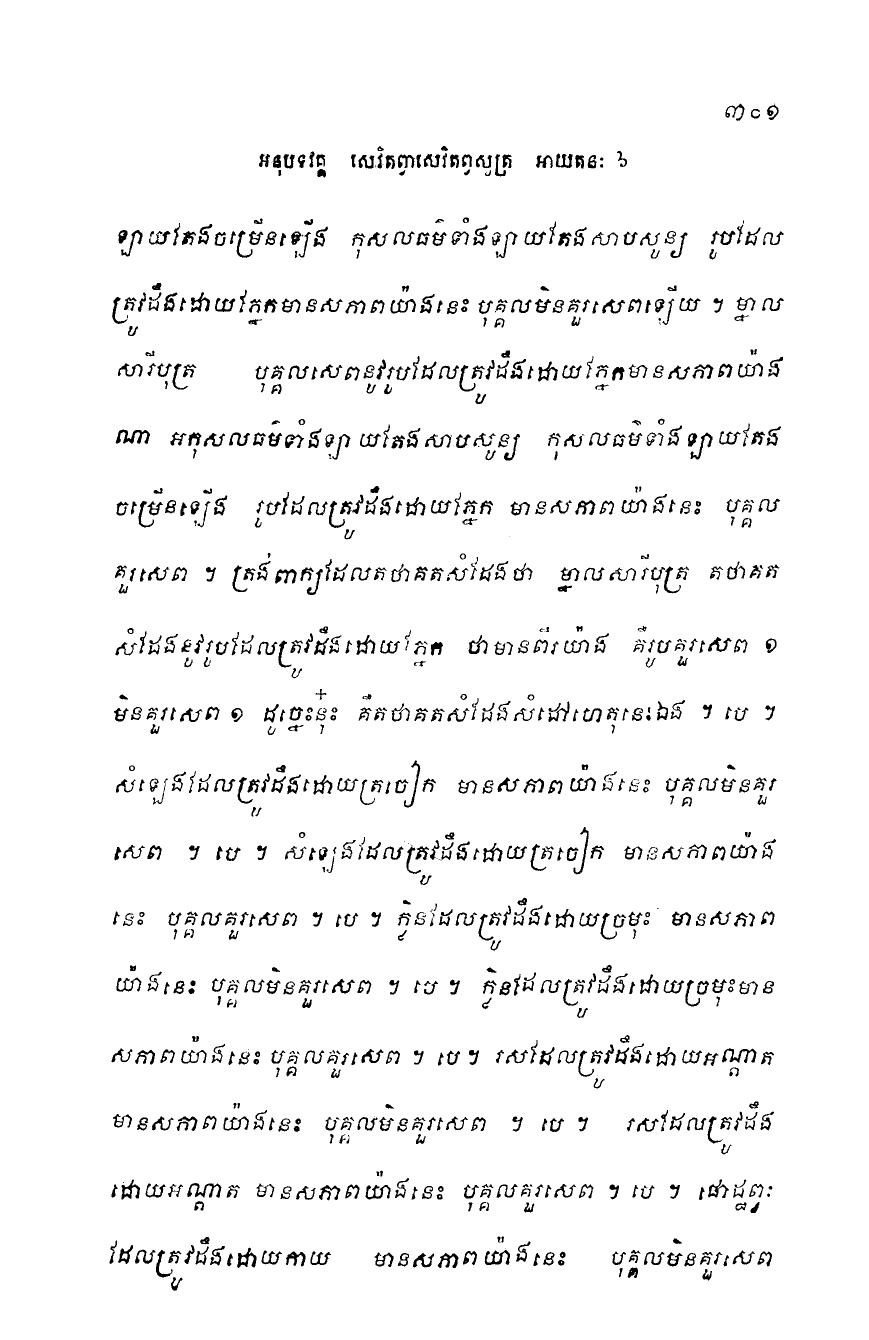 ៣០១
អនុបទវគ្គ សេវិតព្វាសេវិតព្វសូត្រ អាយតនៈ ៦
ឡាយតែងចម្រើនឡើង កុសលធម៌ទាំងឡាយតែងសាបសូន្យ រូបដែល
ត្រូវដឹងដោយភ្នែកមានសភាពយ៉ាងនេះ បុគ្គលមិនគួរសេពឡើយ ។ ម្នាល
សារីបុត្រ បុគ្គលសេពនូវរូបដែលត្រូវដឹងដោយភ្នែកមានសភាពយ៉ាង
ណា អកុសលធម៌ទាំងឡាយតែងសាបសូន្យ កុសលធម៌ទាំងឡាយតែង
ចម្រើនឡើង រូបដែលត្រូវដឹងដោយភ្នែក មានសភាពយ៉ាងនេះ បុគ្គល
គួរសេព ។ ត្រង់ពាក្យដែលតថាគតសំដែងថា ម្នាលសារីបុត្រ តថាគត
សំដែងនូវរូបដែលត្រូវដឹងដោយភ្នែក ថាមានពីរយ៉ាង គឺរូបគួរសេព ១
មិនគួរសេព ១ ដូច្នេះនុ៎ះ គឺតថាគតសំដែងសំដៅហេតុនេះឯង ។ បេ ។
សំឡេងដែលត្រូវដឹងដោយត្រចៀក មានសភាពយ៉ាងនេះ បុគ្គលមិនគួរ
សេព ។ បេ ។ សំឡេងដែលត្រូវដឹងដោយត្រចៀក មានសភាពយ៉ាង
នេះ បុគ្គលគួរសេព ។ បេ ។ ក្លិនដែលត្រូវដឹងដោយច្រមុះ មានសភាព
យ៉ាងនេះ បុគ្គលមិនគួរសេព ។ បេ ។ ក្លិនដែលត្រូវដឹងដោយច្រមុះមាន
សភាពយ៉ាងនេះ បុគ្គលគួរសេព ។ បេ ។ រសដែលត្រូវដឹងដោយអណ្តាត
មានសភាពយ៉ាងនេះ បុគ្គលមិនគួរសេព ។ បេ ។ រសដែលត្រូវដឹង
ដោយអណ្តាត មានសភាពយ៉ាងនេះ បុគ្គលគួរសេព ។ បេ ។ ផោដ្ឋព្វៈ
ដែលត្រូវដឹងដោយកាយ មានសភាពយ៉ាងនេះ បុគ្គលមិនគួរសេព